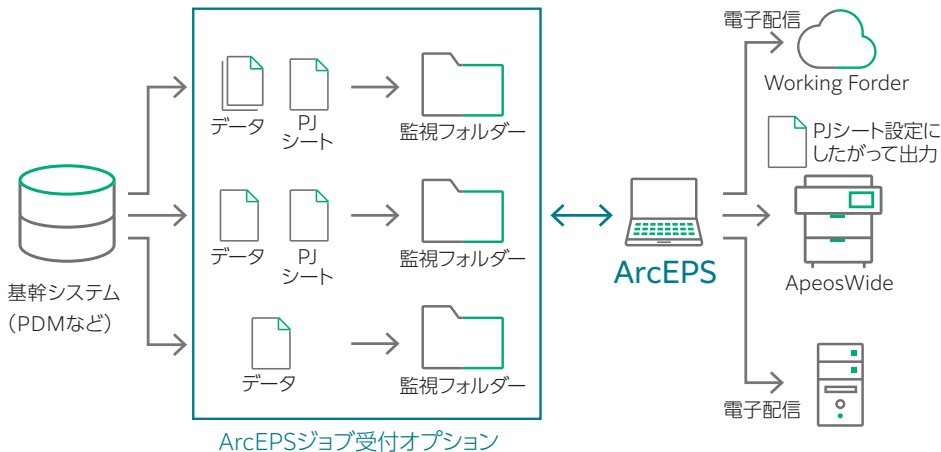 基幹システム
（PDMなど）
データ
PJ
シート
監視フォルダー
データ
PJ
シート
監視フォルダー
データ
監視フォルダー
ArcEPSジョブ受付オプション
ArcEPS
電子配信
Working Forder
PJシート設定に
したがって出力
ApeosWide
電子配信